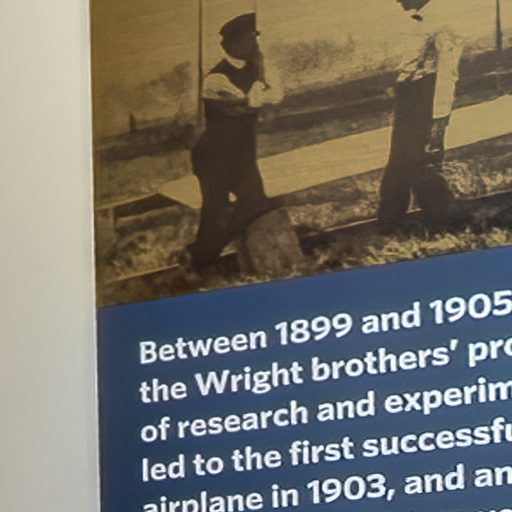 Between 1899 and 1905
the Wright brothers' pro
of research and experim
led to the first successfu
airplane in 1903, and an